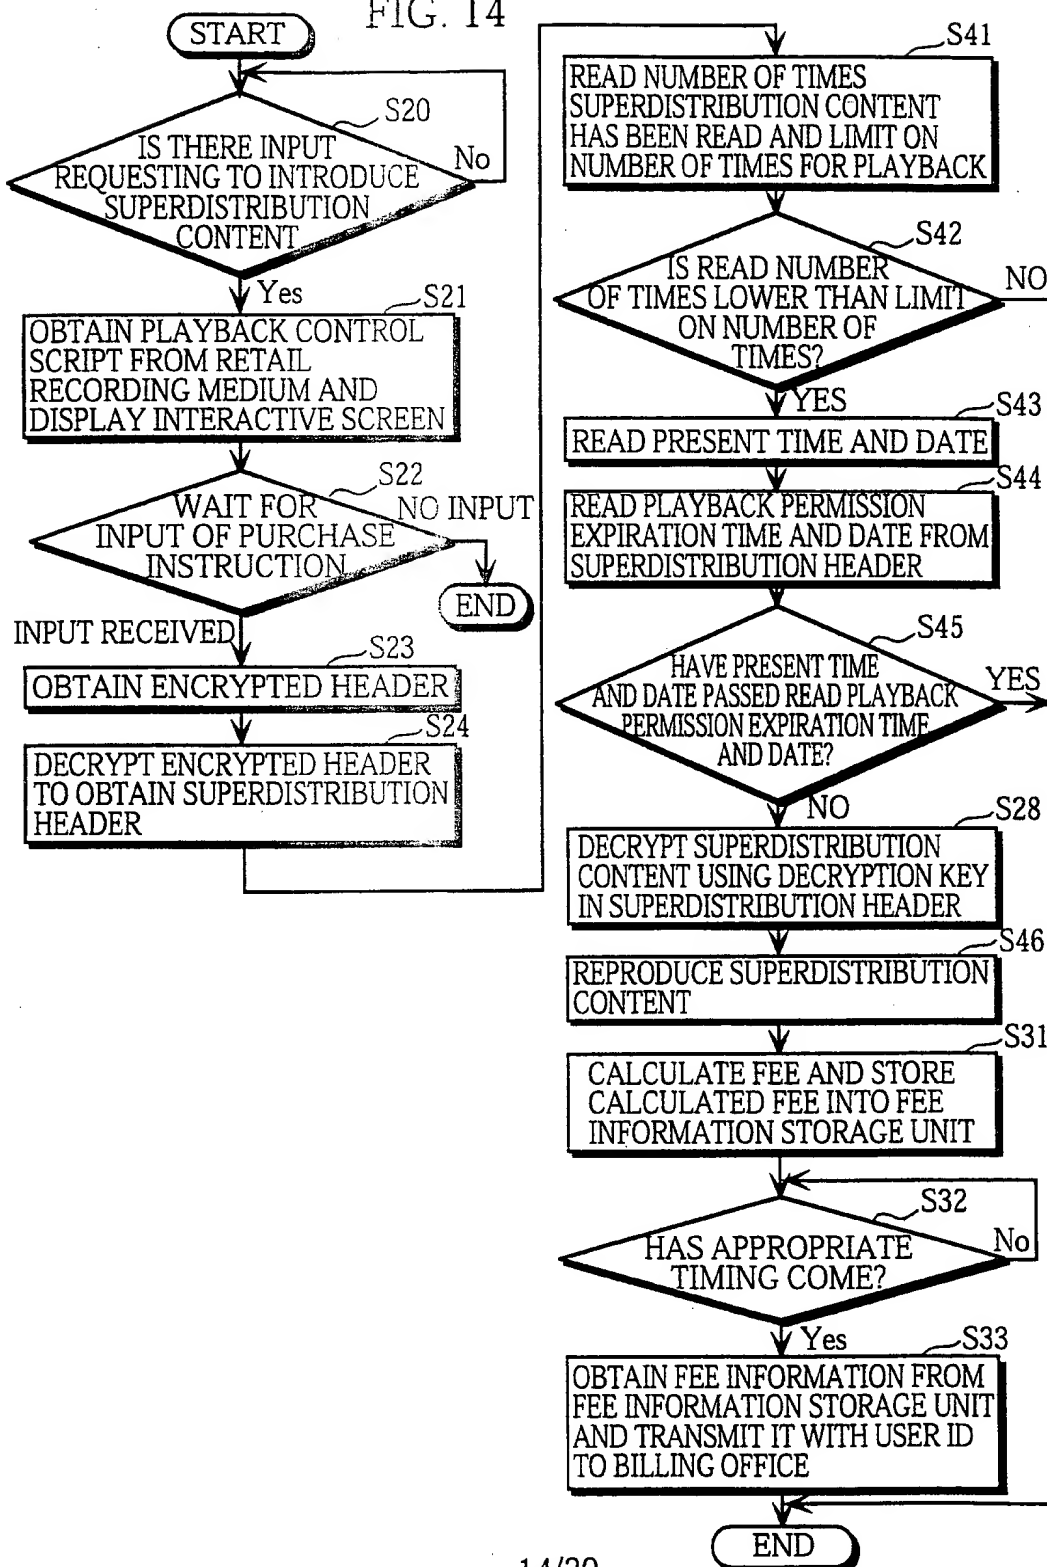 FIG. 14
START
S20
IS THERE INPUT
REQUESTING TO INTRODUCE
SUPERDISTRIBUTION
CONTENT
No
Yes
S21
OBTAIN PLAYBACK CONTROL
SCRIPT FROM RETAIL
RECORDING MEDIUM AND
DISPLAY INTERACTIVE SCREEN
S22
WAIT FOR
INPUT OF PURCHASE
INSTRUCTION
NO INPUT
END
INPUT RECEIVED
S23
OBTAIN ENCRYPTED HEADER
S24
DECRYPT ENCRYPTED HEADER
TO OBTAIN SUPERDISTRIBUTION
HEADER
S41
READ NUMBER OF TIMES
SUPERDISTRIBUTION CONTENT
HAS BEEN READ AND LIMIT ON
NUMBER OF TIMES FOR PLAYBACK
S42
IS READ NUMBER
OF TIMES LOWER THAN LIMIT
ON NUMBER OF
TIMES?
NO
YES
S43
READ PRESENT TIME AND DATE
S44
READ PLAYBACK PERMISSION
EXPIRATION TIME AND DATE FROM
SUPERDISTRIBUTION HEADER
S45
HAVE PRESENT TIME
AND DATE PASSED READ PLAYBACK
PERMISSION EXPIRATION TIME
AND DATE?
YES
NO
S28
DECRYPT SUPERDISTRIBUTION
CONTENT USING DECRYPTION KEY
IN SUPERDISTRIBUTION HEADER
S46
REPRODUCE SUPERDISTRIBUTION
CONTENT
S31
CALCULATE FEE AND STORE
CALCULATED FEE INTO FEE
INFORMATION STORAGE UNIT
S32
HAS APPROPRIATE
TIMING COME?
No
Yes
S33
OBTAIN FEE INFORMATION FROM
FEE INFORMATION STORAGE UNIT
AND TRANSMIT IT WITH USER ID
TO BILLING OFFICE
END